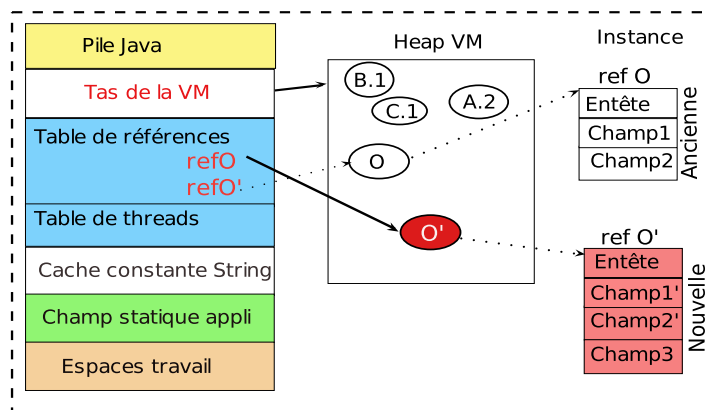 Pile Java
Tas de la VM
Table de références
refO
refO'
Table de threads
Cache constante String
Champ statique appli
Espaces travail
Heap VM
B.1
C.1
A.2
O
O'
Instance
ref O
Entête
Champ1
Champ2
Ancienne
ref O'
Entête
Champ1'
Champ2'
Champ3
Nouvelle